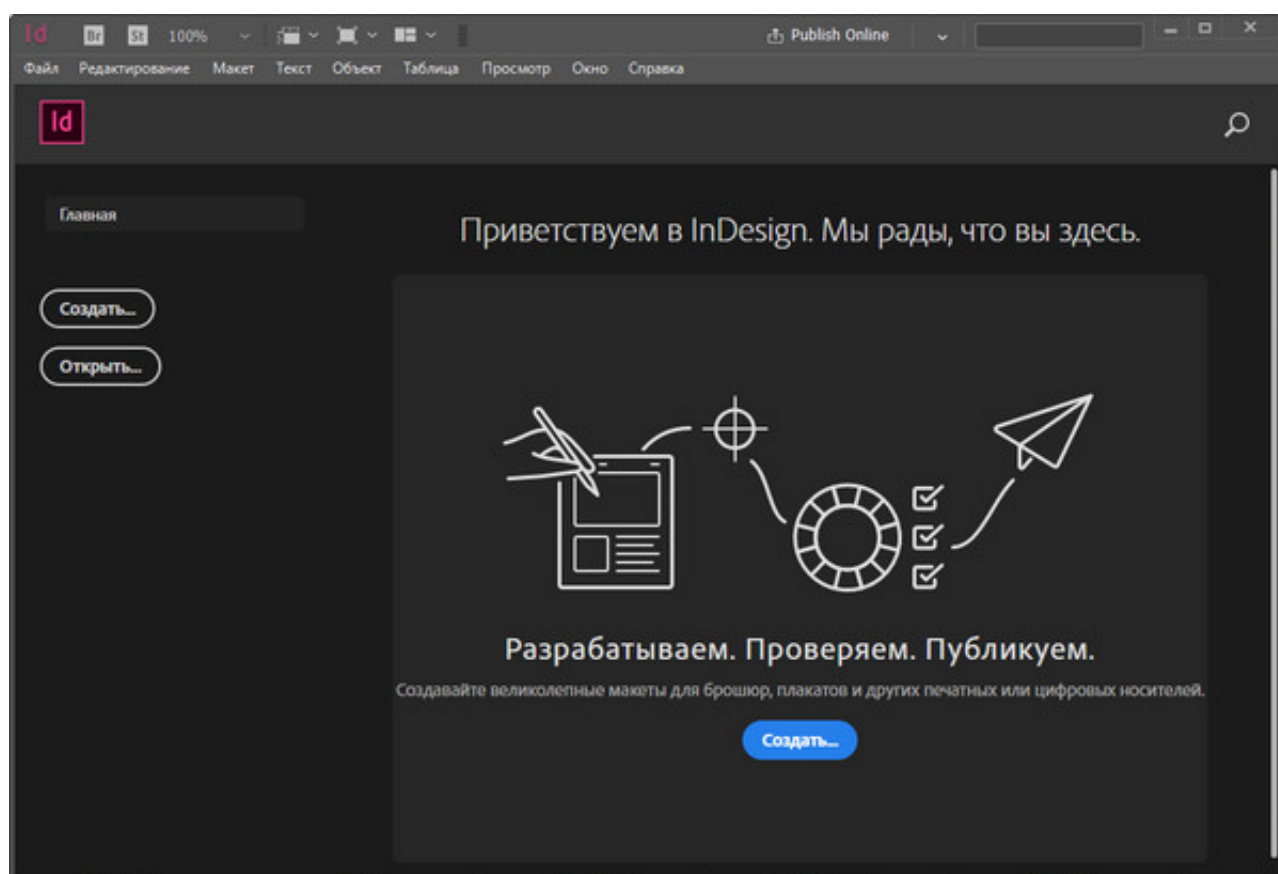 Id Br St 100% Publish Online
Файл Редактирование Макет Текст Объект Таблица Просмотр Окно Справка
Id
Главная
Приветствуем в InDesign. Мы рады, что вы здесь.
Создать...
Открыть...
Разрабатываем. Проверяем. Публикуем.
Создавайте великолепные макеты для брошюр, плакатов и других печатных или цифровых носителей.
Создать...